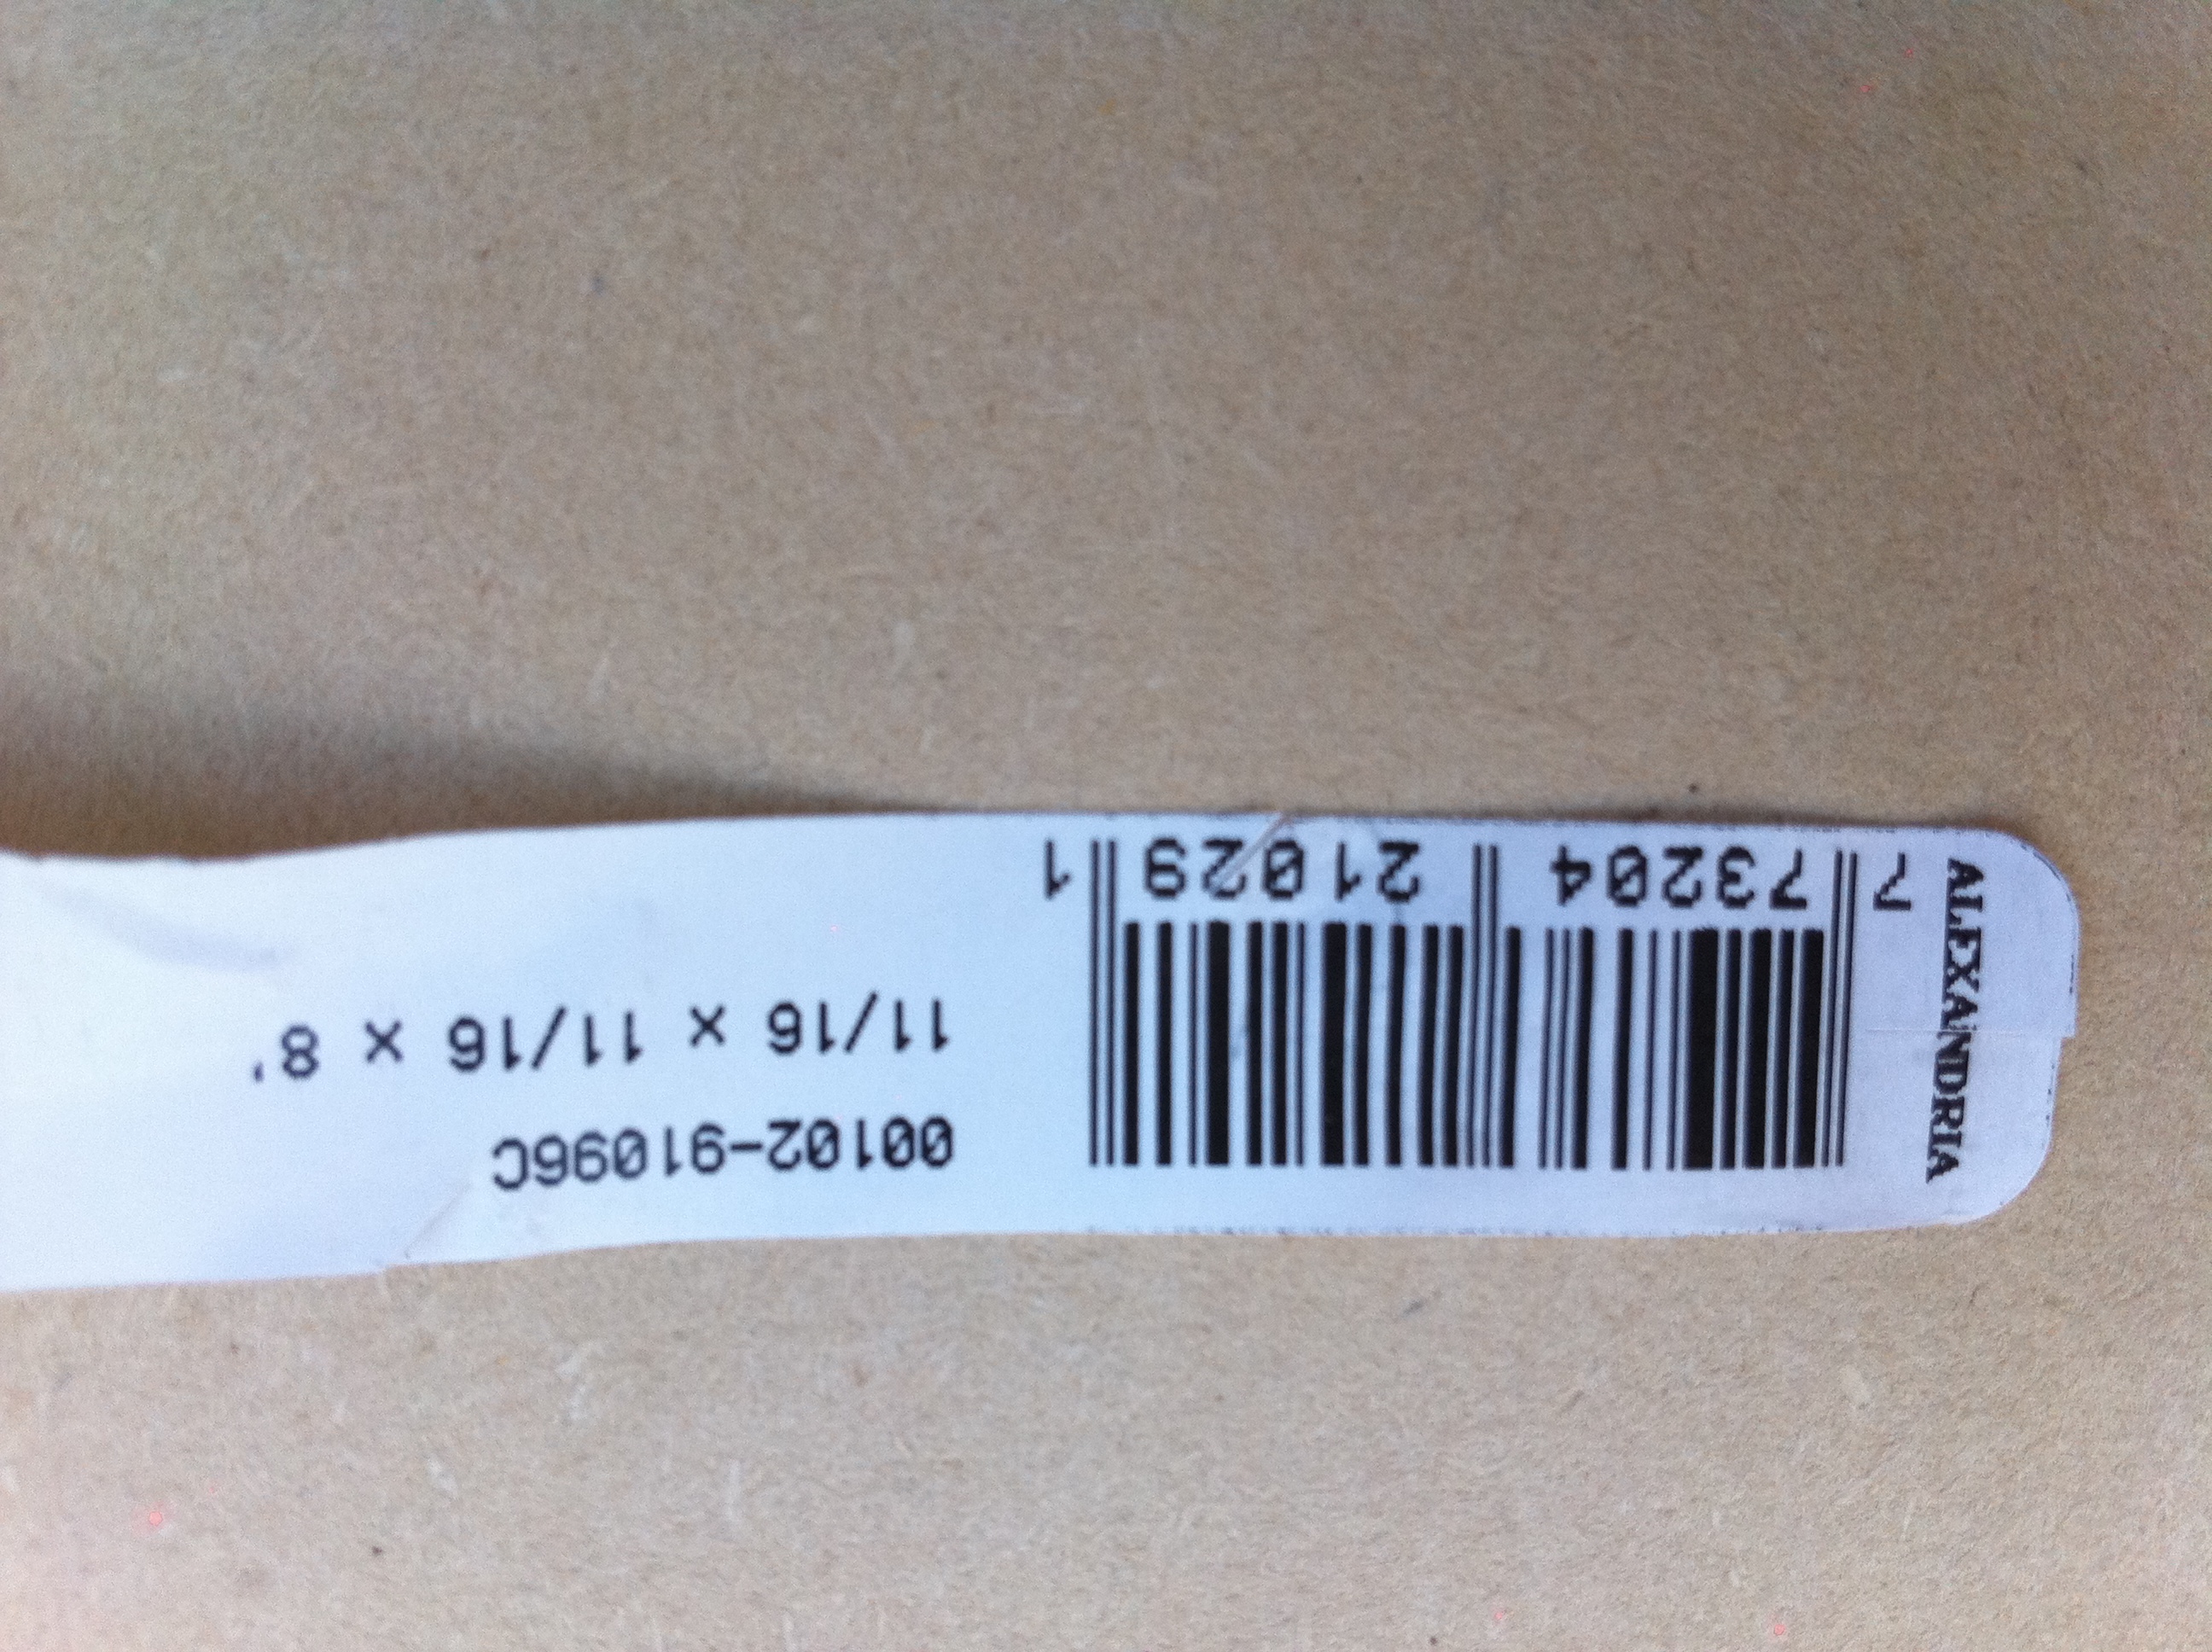 ALEXANDRIA
7 73204 21029 1
00102-91096C
11/16 x 11/16 x 8'